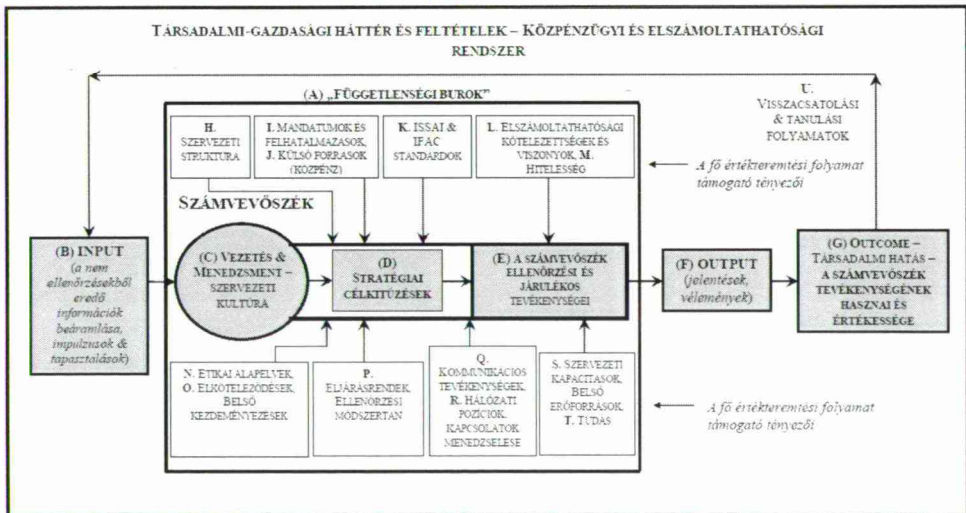 TÁRSADALMI-GAZDASÁGI HÁTTÉR ÉS FELTÉTELEK – KÖZPÉNZÜGYI ÉS ELSZÁMOLTATHATÓSÁGI
RENDSZER
(A) „FÜGGETLENSÉGI BUROK”
U.
VISSZACSATOLÁSI
& TANULÁSI
FOLYAMATOK
H.
SZERVEZETI
STRUKTÚRA
I. MANDÁTUMOK ÉS
FELHATALMAZÁSOK,
J. KÜLSŐ FORRÁSOK
(KÖZPÉNZ)
K. ISSAI &
IFAC
STANDARDOK
L. ELSZÁMOLTATHATÓSÁGI
KÖTELEZETTSÉGEK ÉS
VISZONYOK, M.
HITELESSÉG
A fő értékteremtési folyamat
támogató tényezői
SZÁMVEVŐSZÉK
(B) INPUT
(a nem
ellenőrzésekből
eredő
információk
beáramlása,
impulzusok &
tapasztalások)
(C) VEZETÉS &
MENEDZSMENT –
SZERVEZETI
KULTÚRA
(D)
STRATÉGIAI
CÉLKITŰZÉSEK
(E) A SZÁMVEVŐSZÉK
ELLENŐRZÉSI ÉS
JÁRULÉKOS
TEVÉKENYSÉGEI
(F) OUTPUT
(jelentések,
vélemények)
(G) OUTCOME –
TÁRSADALMI HATÁS –
A SZÁMVEVŐSZÉK
TEVÉKENYSÉGÉNEK
HASZNAI ÉS
ÉRTÉKESSÉGE
N. ETIKAI ALAPELVEK,
O. ELKÖTELEZŐDÉSEK,
BELSŐ
KEZDEMÉNYEZÉSEK
P.
ELJÁRÁSRENDEK,
ELLENŐRZÉSI
MÓDSZERTAN
Q.
KOMMUNIKÁCIÓS
TEVÉKENYSÉGEK,
R. HÁLÓZATI
POZÍCIÓK,
KAPCSOLATOK
MENEDZSELÉSE
S. SZERVEZETI
KAPACITÁSOK,
BELSŐ
ERŐFORRÁSOK,
T. TUDÁS
A fő értékteremtési folyamat
támogató tényezői